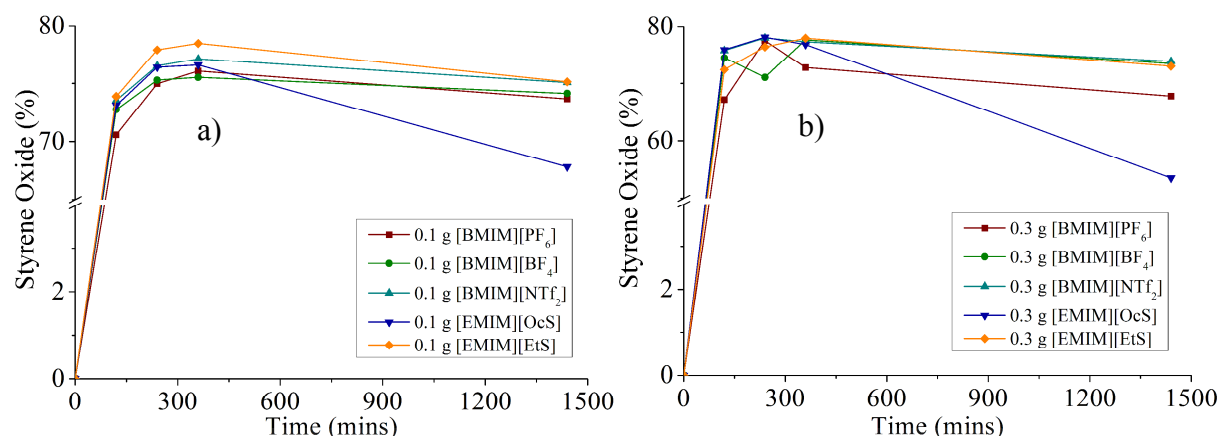 80
70
2
0
Styrene Oxide (%)
a)
0.1 g [BMIM][PF6]
0.1 g [BMIM][BF4]
0.1 g [BMIM][NTf2]
0.1 g [EMIM][OcS]
0.1 g [EMIM][EtS]
0 300 600 900 1200 1500
Time (mins)
80
60
2
0
Styrene Oxide (%)
b)
0.3 g [BMIM][PF6]
0.3 g [BMIM][BF4]
0.3 g [BMIM][NTf2]
0.3 g [EMIM][OcS]
0.3 g [EMIM][EtS]
0 300 600 900 1200 1500
Time (mins)